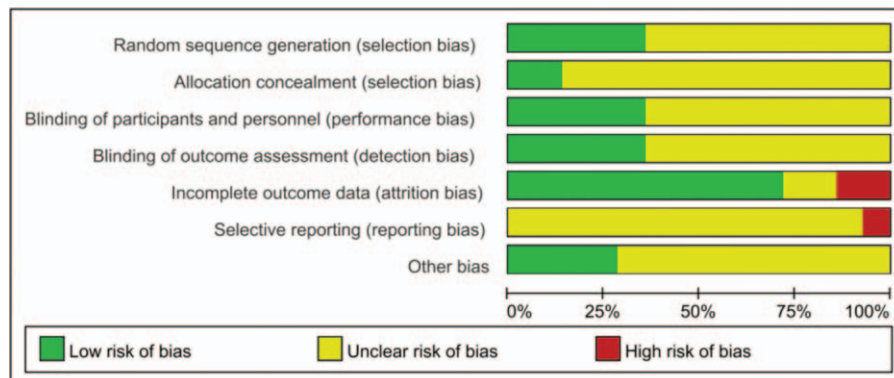 Random sequence generation (selection bias)
Allocation concealment (selection bias)
Blinding of participants and personnel (performance bias)
Blinding of outcome assessment (detection bias)
Incomplete outcome data (attrition bias)
Selective reporting (reporting bias)
Other bias
0% 25% 50% 75% 100%
Low risk of bias Unclear risk of bias High risk of bias